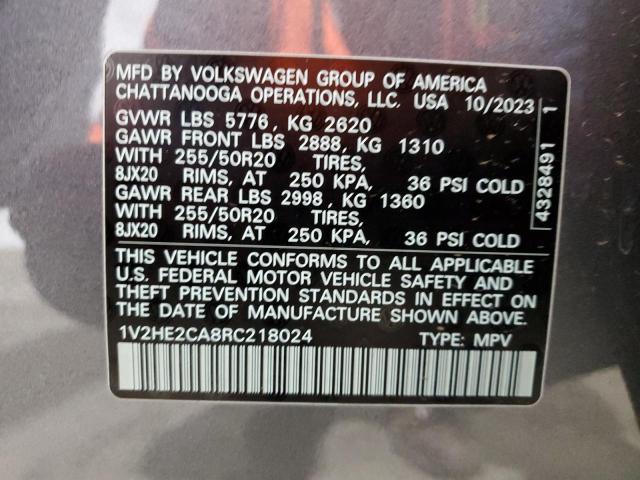 MFD BY VOLKSWAGEN GROUP OF AMERICA
CHATTANOOGA OPERATIONS, LLC. USA 10/2023
GVWR LBS 5776, KG 2620
GAWR FRONT LBS 2888, KG 1310
WITH 255/50R20 TIRES,
8JX20 RIMS, AT 250 KPA, 36 PSI COLD
GAWR REAR LBS 2998, KG 1360
WITH 255/50R20 TIRES,
8JX20 RIMS, AT 250 KPA, 36 PSI COLD
THIS VEHICLE CONFORMS TO ALL APPLICABLE
U.S. FEDERAL MOTOR VEHICLE SAFETY AND
THEFT PREVENTION STANDARDS IN EFFECT ON
THE DATE OF MANUFACTURE SHOWN ABOVE.
1V2HE2CA8RC218024 TYPE: MPV
4328491 1